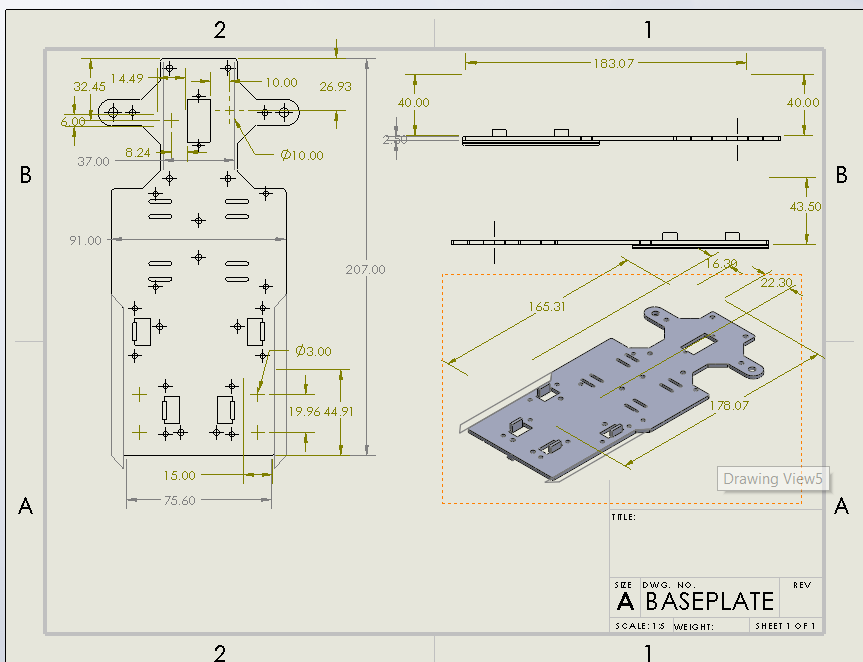 2 1
183.07
14.49
32.45
10.00
26.93
40.00
40.00
6.00
8.24
Ø10.00
37.00
B
B
43.50
91.00
207.00
16.30
22.30
165.31
Ø3.00
178.07
19.96
44.91
15.00
75.60
Drawing View5
A
A
TITLE:
SIZE DWG. NO. REV
A BASEPLATE
SCALE: 1:5 WEIGHT: SHEET 1 OF 1
2 1